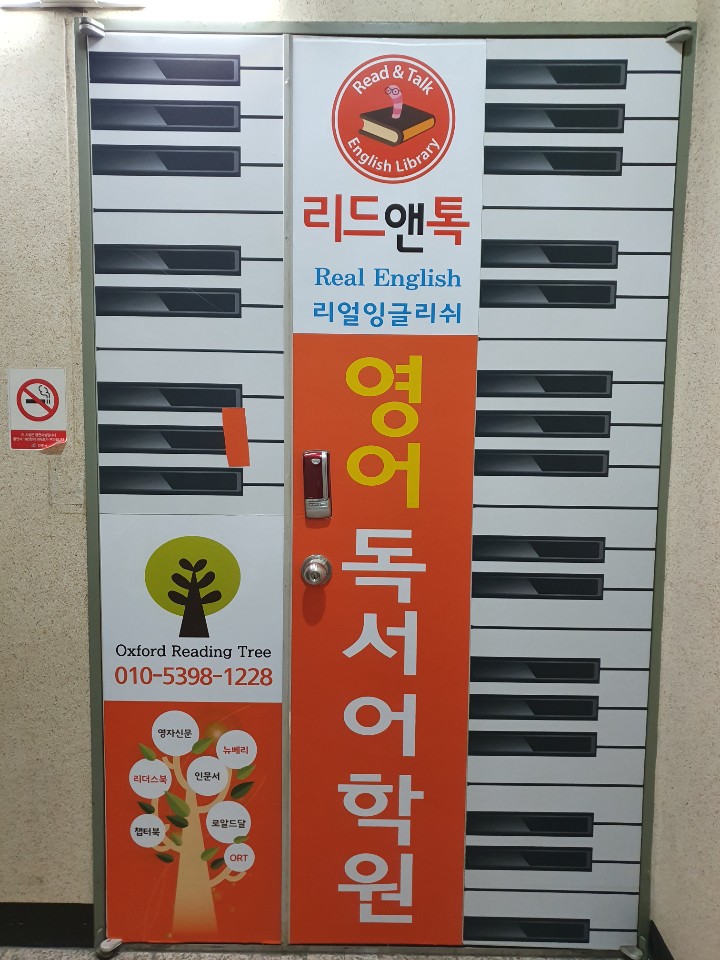 Read & Talk
English Library
리드앤톡
Real English
리얼잉글리쉬
영어
독서어학원
Oxford Reading Tree
010-5398-1228
영자신문
뉴베리
리더스북
인문서
챕터북
로알드달
ORT